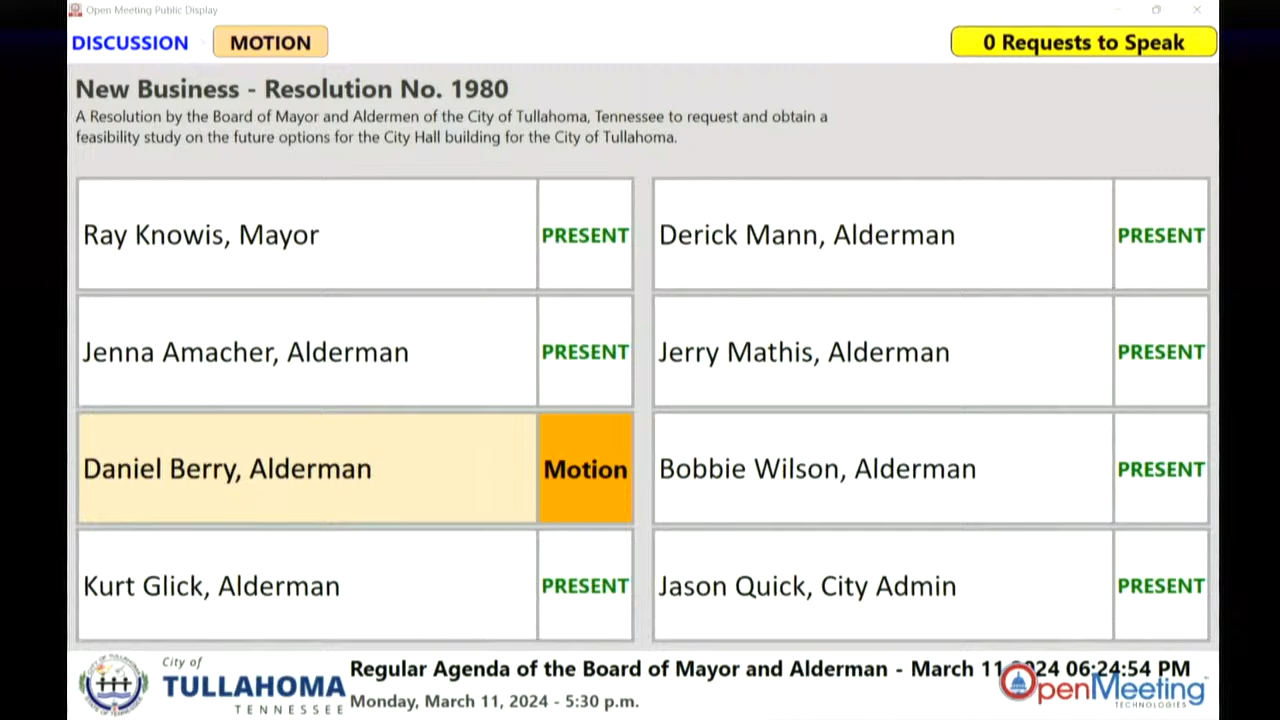 Open Meeting Public Display
DISCUSSION
MOTION
0 Requests to Speak
New Business - Resolution No. 1980
A Resolution by the Board of Mayor and Aldermen of the City of Tullahoma, Tennessee to request and obtain a
feasibility study on the future options for the City Hall building for the City of Tullahoma.
Ray Knowis, Mayor PRESENT
Derick Mann, Alderman PRESENT
Jenna Amacher, Alderman PRESENT
Jerry Mathis, Alderman PRESENT
Daniel Berry, Alderman Motion
Bobbie Wilson, Alderman PRESENT
Kurt Glick, Alderman PRESENT
Jason Quick, City Admin PRESENT
City of
TULLAHOMA
TENNESSEE
Regular Agenda of the Board of Mayor and Alderman - March 11 2024 06:24:54 PM
Monday, March 11, 2024 - 5:30 p.m.
OpenMeeting
TECHNOLOGIES